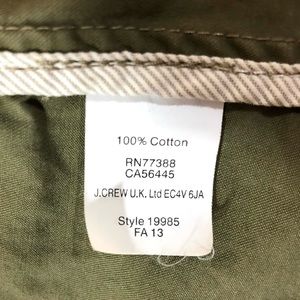 100% Cotton
RN77388
CA56445
J.CREW U.K. Ltd EC4V 6JA
Style 19985
FA 13